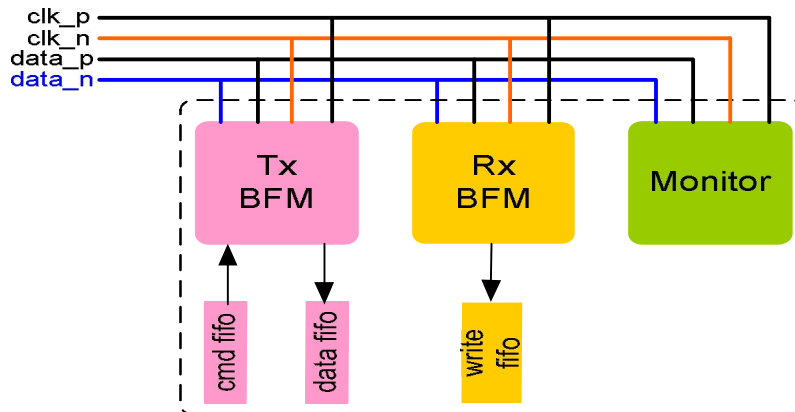 clk_p
clk_n
data_p
data_n
Tx
BFM
Rx
BFM
Monitor
cmd fifo
data fifo
write
fifo